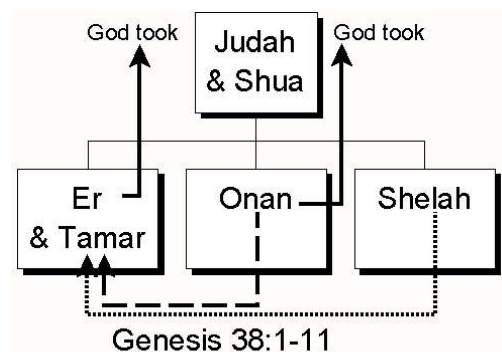 God took
God took
Judah
& Shua
Er
& Tamar
Onan
Shelah
Genesis 38:1-11